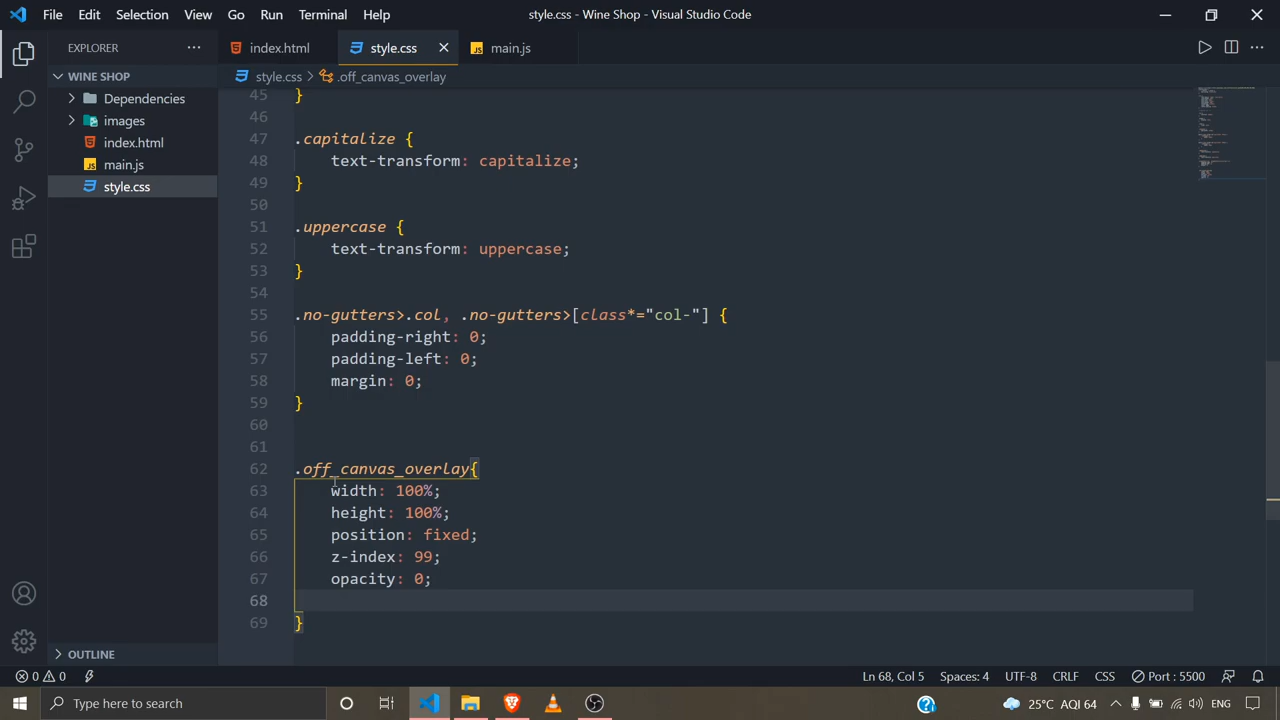 File Edit Selection View Go Run Terminal Help
style.css - Wine Shop - Visual Studio Code
EXPLORER
index.html
style.css
main.js
WINE SHOP
style.css > .off_canvas_overlay
Dependencies
images
index.html
main.js
style.css
45 }
46
47 .capitalize {
48 text-transform: capitalize;
49 }
50
51 .uppercase {
52 text-transform: uppercase;
53 }
54
55 .no-gutters>.col, .no-gutters>[class*="col-"] {
56 padding-right: 0;
57 padding-left: 0;
58 margin: 0;
59 }
60
61
62 .off_canvas_overlay{
63 width: 100%;
64 height: 100%;
65 position: fixed;
66 z-index: 99;
67 opacity: 0;
68
69 }
OUTLINE
0 0 Ln 68, Col 5 Spaces: 4 UTF-8 CRLF CSS Port : 5500
Type here to search
25°C AQI 64 ENG